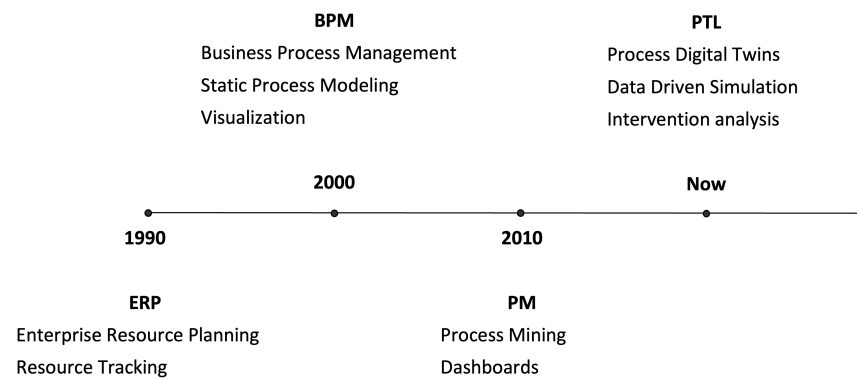 BPM
Business Process Management
Static Process Modeling
Visualization
PTL
Process Digital Twins
Data Driven Simulation
Intervention analysis
2000
Now
1990
2010
ERP
Enterprise Resource Planning
Resource Tracking
PM
Process Mining
Dashboards